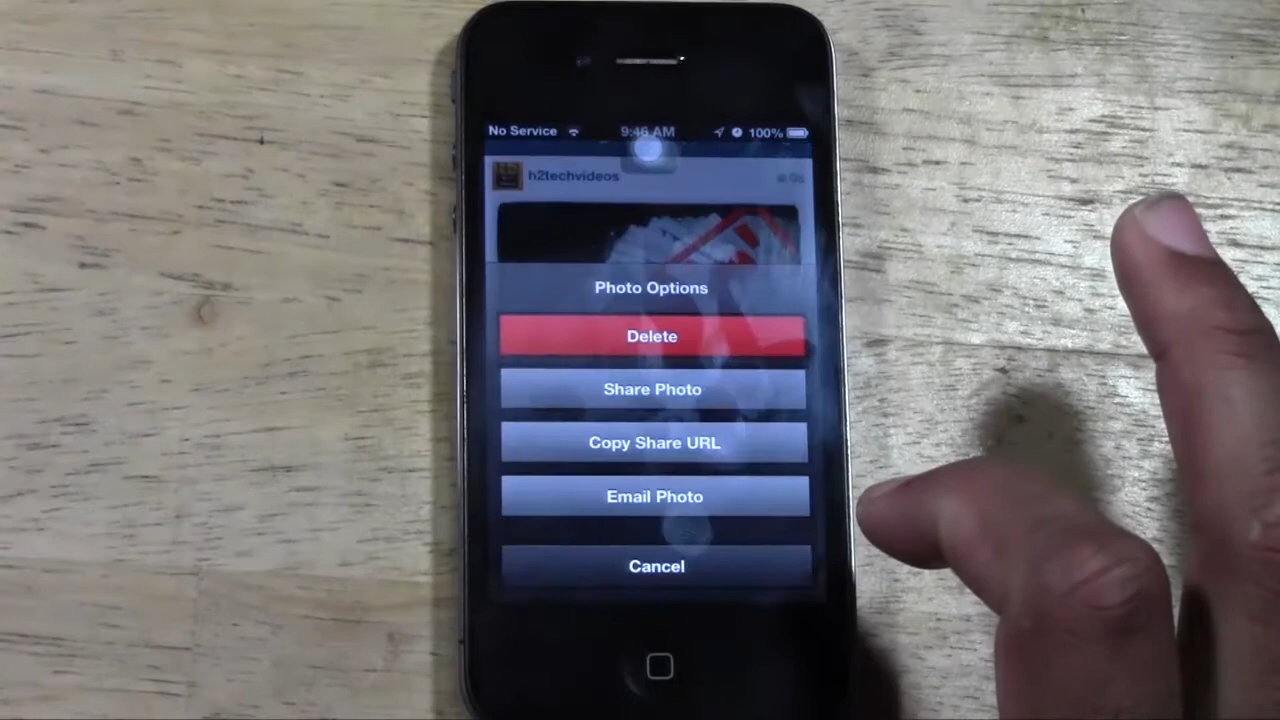 No Service 9:46 AM 100%
h2techvideos
Photo Options
Delete
Share Photo
Copy Share URL
Email Photo
Cancel